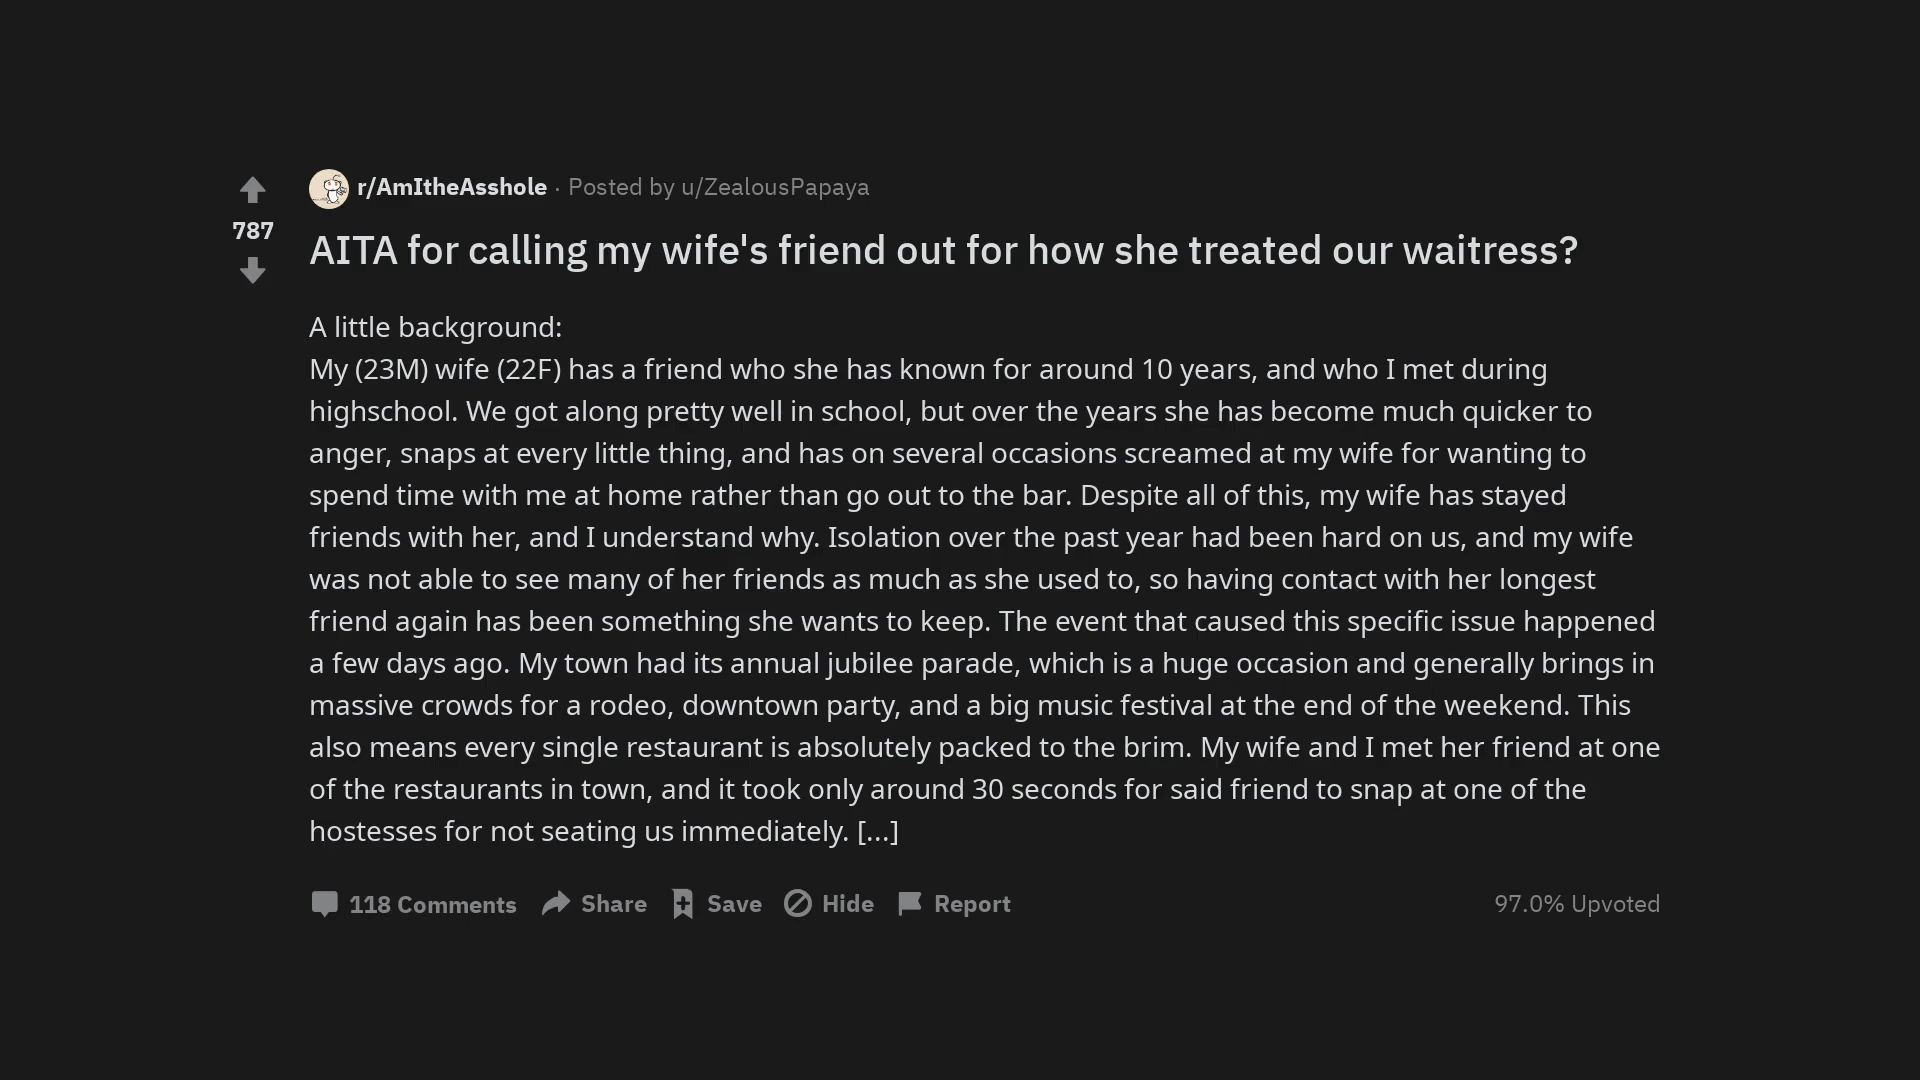 r/AmItheAsshole · Posted by u/ZealousPapaya
787
AITA for calling my wife's friend out for how she treated our waitress?
A little background:
My (23M) wife (22F) has a friend who she has known for around 10 years, and who I met during
highschool. We got along pretty well in school, but over the years she has become much quicker to
anger, snaps at every little thing, and has on several occasions screamed at my wife for wanting to
spend time with me at home rather than go out to the bar. Despite all of this, my wife has stayed
friends with her, and I understand why. Isolation over the past year had been hard on us, and my wife
was not able to see many of her friends as much as she used to, so having contact with her longest
friend again has been something she wants to keep. The event that caused this specific issue happened
a few days ago. My town had its annual jubilee parade, which is a huge occasion and generally brings in
massive crowds for a rodeo, downtown party, and a big music festival at the end of the weekend. This
also means every single restaurant is absolutely packed to the brim. My wife and I met her friend at one
of the restaurants in town, and it took only around 30 seconds for said friend to snap at one of the
hostesses for not seating us immediately. [...]
118 Comments Share Save Hide Report 97.0% Upvoted